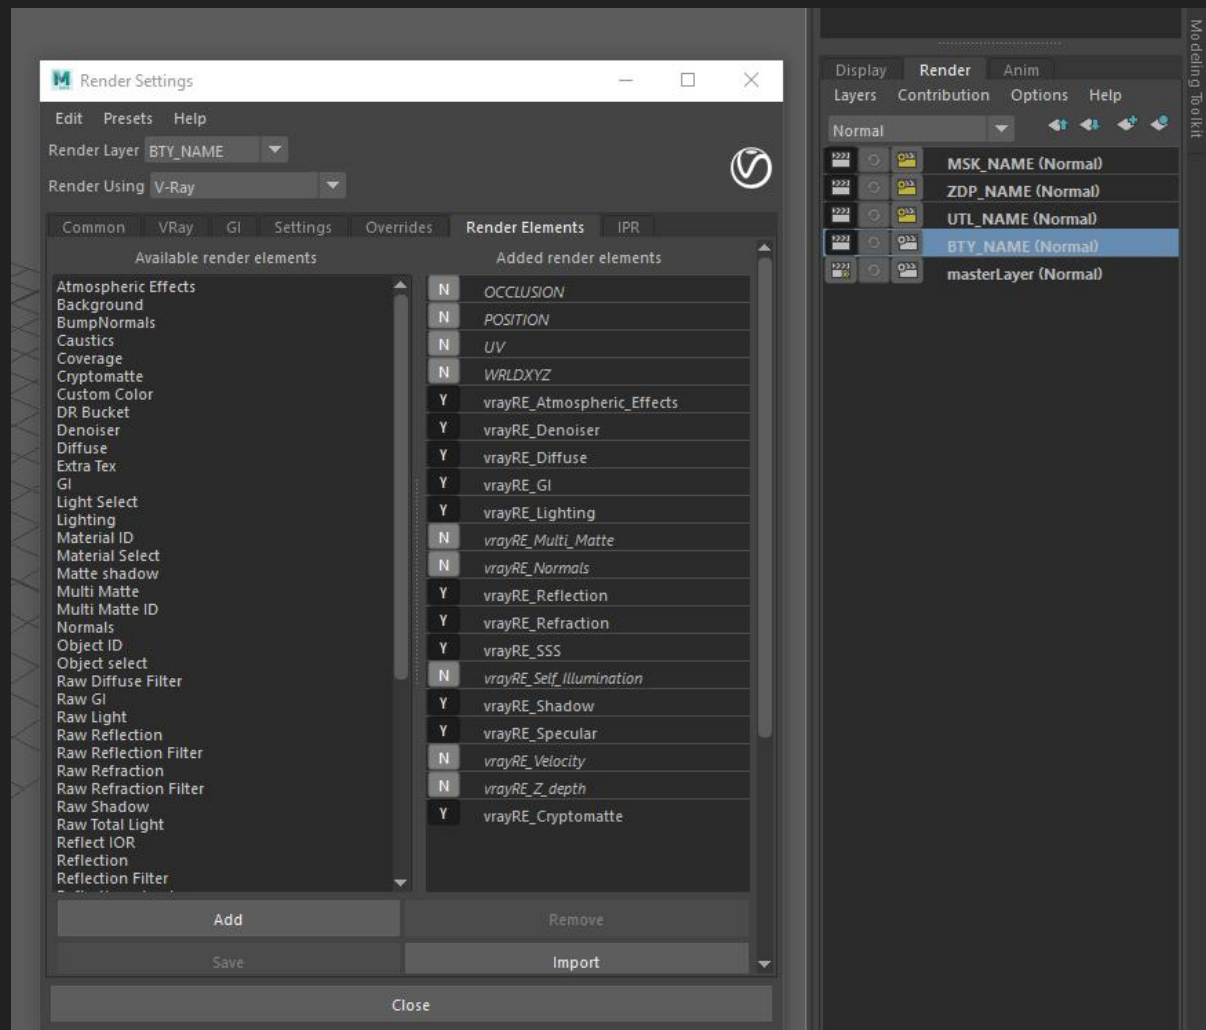 Render Settings
Edit Presets Help
Render Layer BTY_NAME
Render Using V-Ray
Common VRay GI Settings Overrides Render Elements IPR
Available render elements
Atmospheric Effects
Background
BumpNormals
Caustics
Coverage
Cryptomatte
Custom Color
DR Bucket
Denoiser
Diffuse
Extra Tex
GI
Light Select
Lighting
Material ID
Material Select
Matte shadow
Multi Matte
Multi Matte ID
Normals
Object ID
Object select
Raw Diffuse Filter
Raw GI
Raw Light
Raw Reflection
Raw Reflection Filter
Raw Refraction
Raw Refraction Filter
Raw Shadow
Raw Total Light
Reflect IOR
Reflection
Reflection Filter
Added render elements
N OCCLUSION
N POSITION
N UV
N WRLDXYZ
Y vrayRE_Atmospheric_Effects
Y vrayRE_Denoiser
Y vrayRE_Diffuse
Y vrayRE_GI
Y vrayRE_Lighting
N vrayRE_Multi_Matte
N vrayRE_Normals
Y vrayRE_Reflection
Y vrayRE_Refraction
Y vrayRE_SSS
N vrayRE_Self_Illumination
Y vrayRE_Shadow
Y vrayRE_Specular
N vrayRE_Velocity
N vrayRE_Z_depth
Y vrayRE_Cryptomatte
Add Remove
Save Import
Close
Display Render Anim
Layers Contribution Options Help
Normal
MSK_NAME (Normal)
ZDP_NAME (Normal)
UTL_NAME (Normal)
BTY_NAME (Normal)
masterLayer (Normal)
Modeling Toolkit